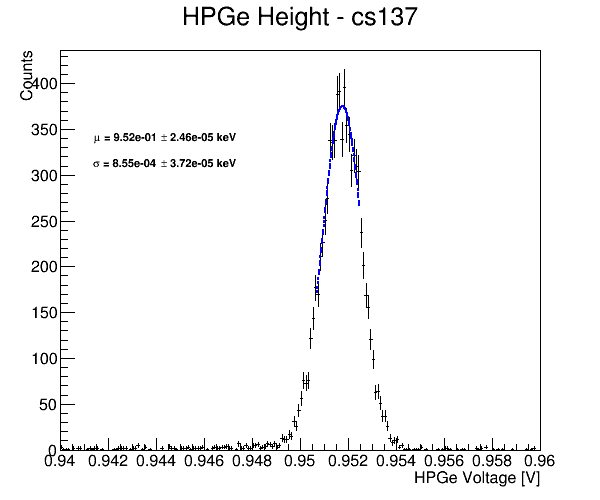 HPGe Height - cs137
Counts
400
350
300
250
200
150
100
50
0
μ = 9.52e-01 ± 2.46e-05 keV
σ = 8.55e-04 ± 3.72e-05 keV
0.94 0.942 0.944 0.946 0.948 0.95 0.952 0.954 0.956 0.958 0.96
HPGe Voltage [V]